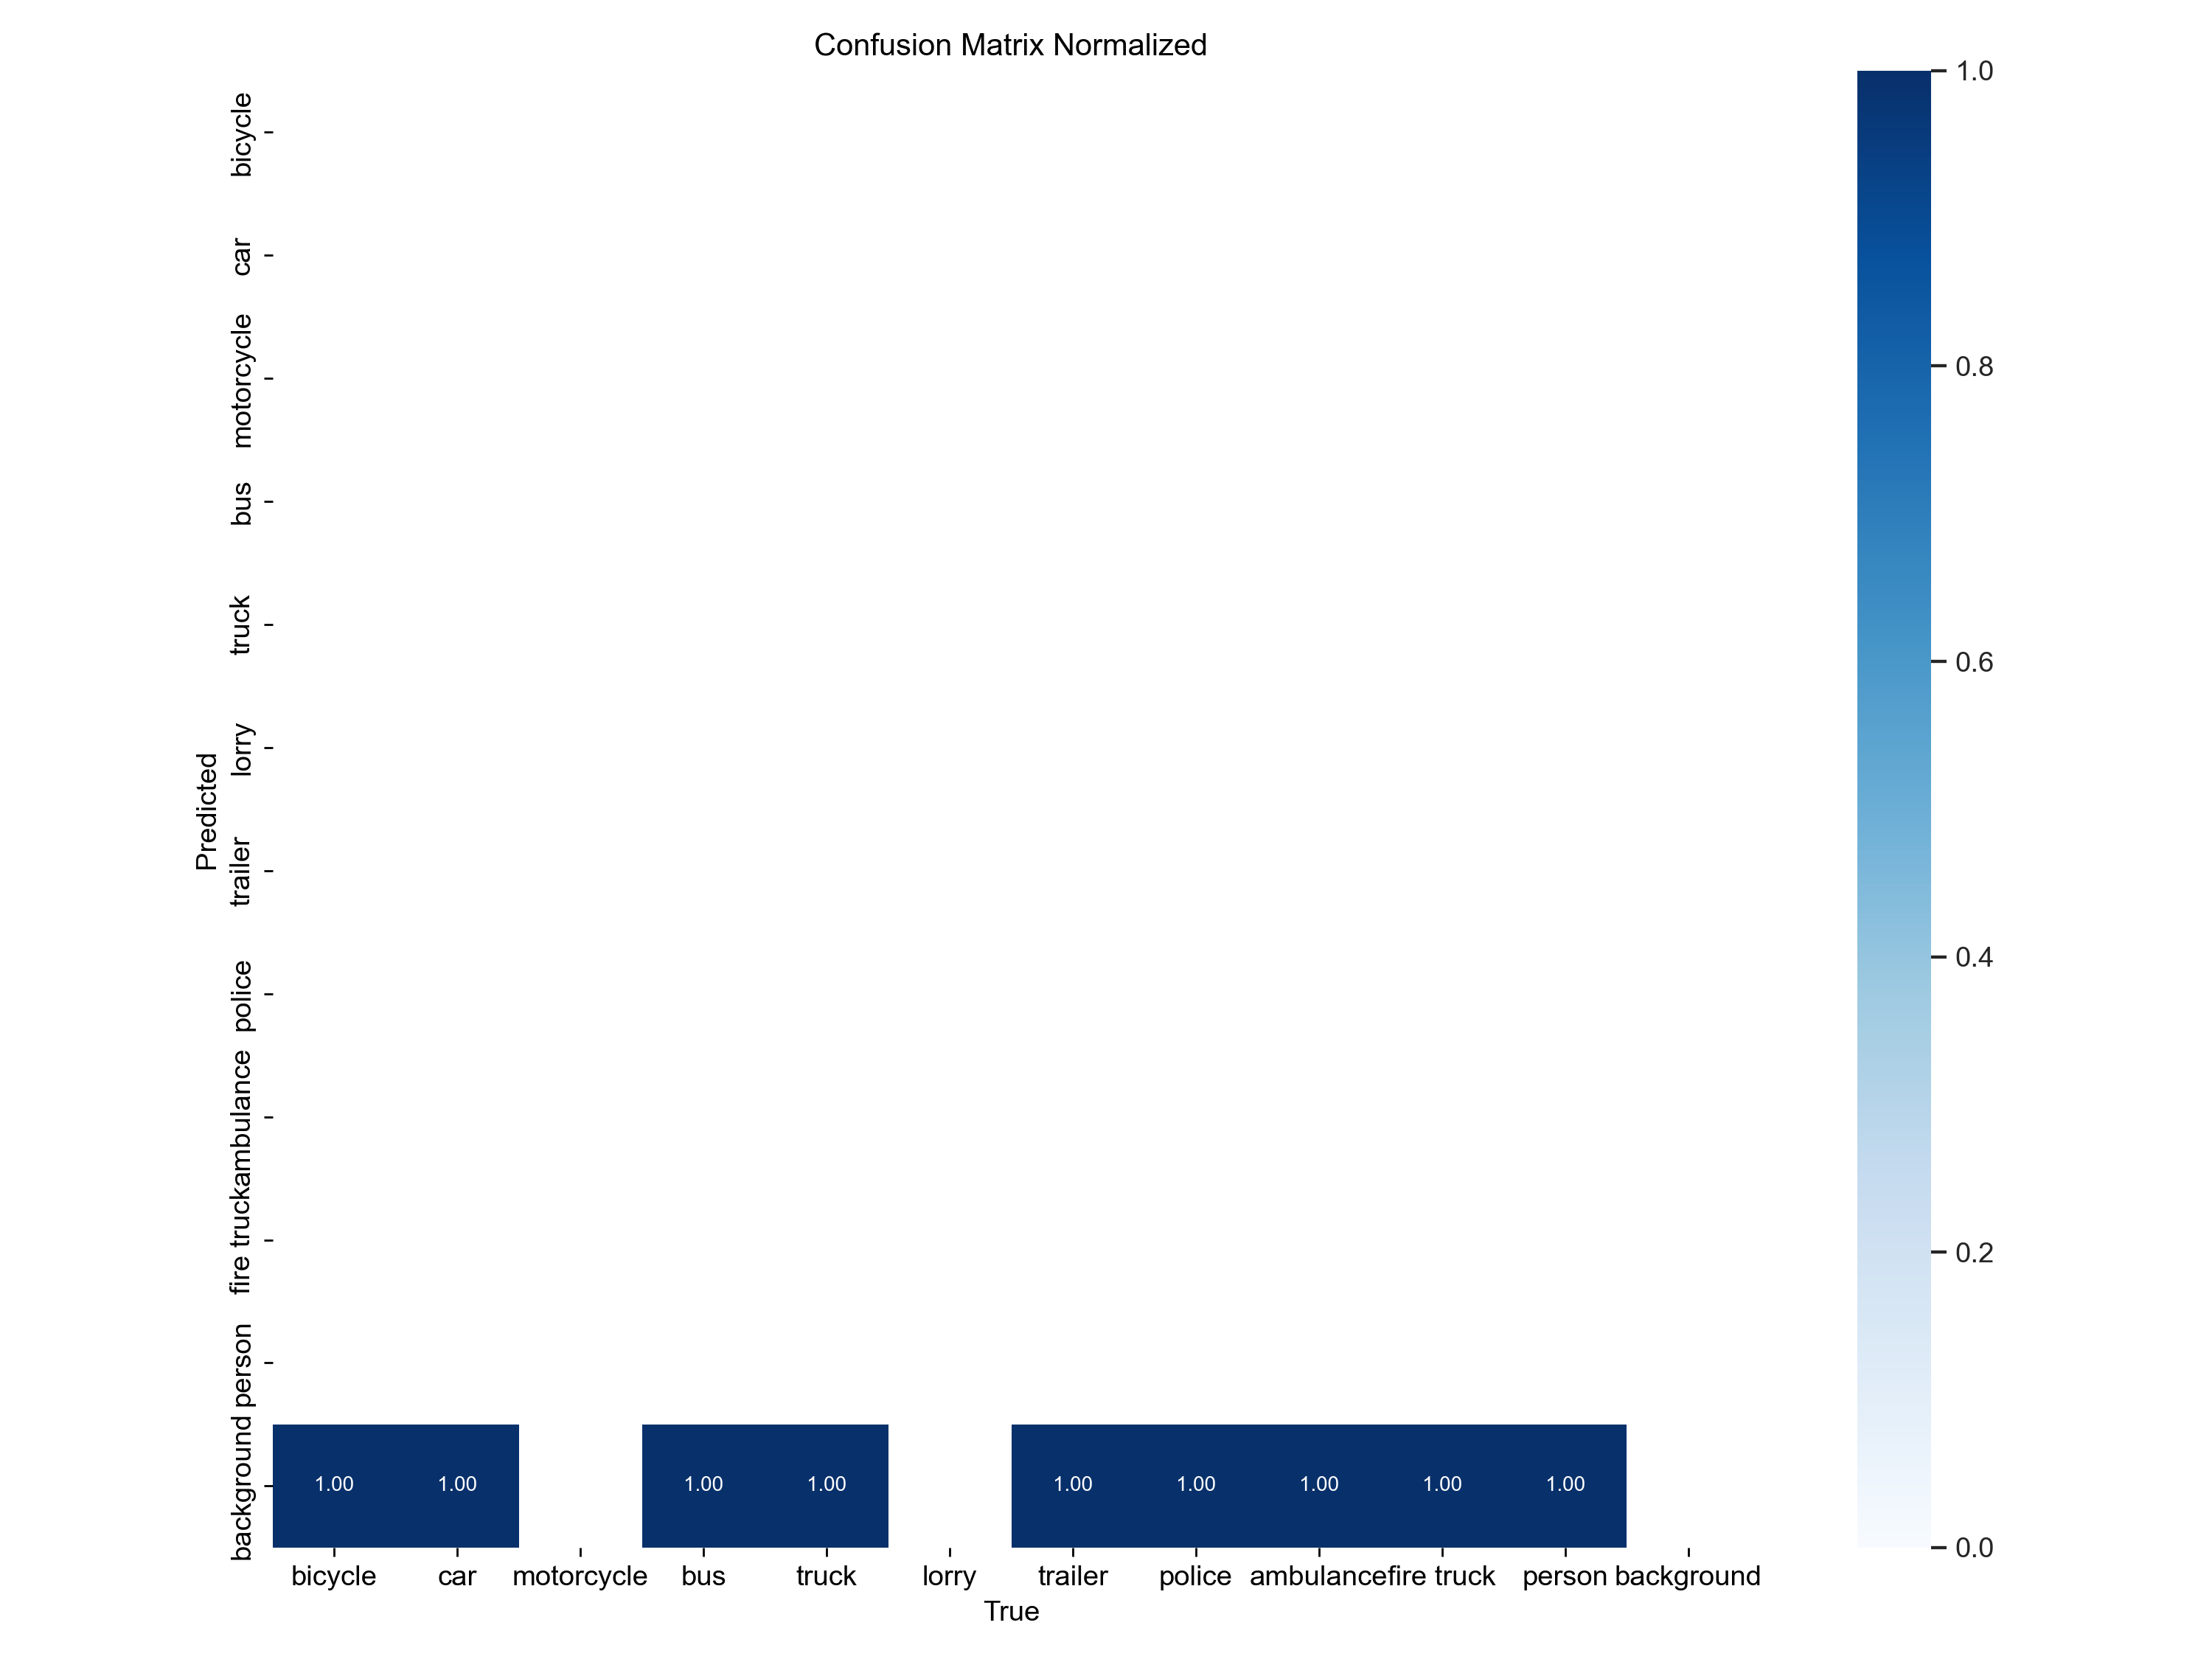 Confusion Matrix Normalized
bicycle
car
motorcycle
bus
truck
lorry
trailer
police
ambulance
fire truck
person
background
Predicted
1.00 1.00 1.00 1.00 1.00 1.00 1.00 1.00 1.00
bicycle car motorcycle bus truck lorry trailer police ambulance fire truck person background
True
1.0
0.8
0.6
0.4
0.2
0.0